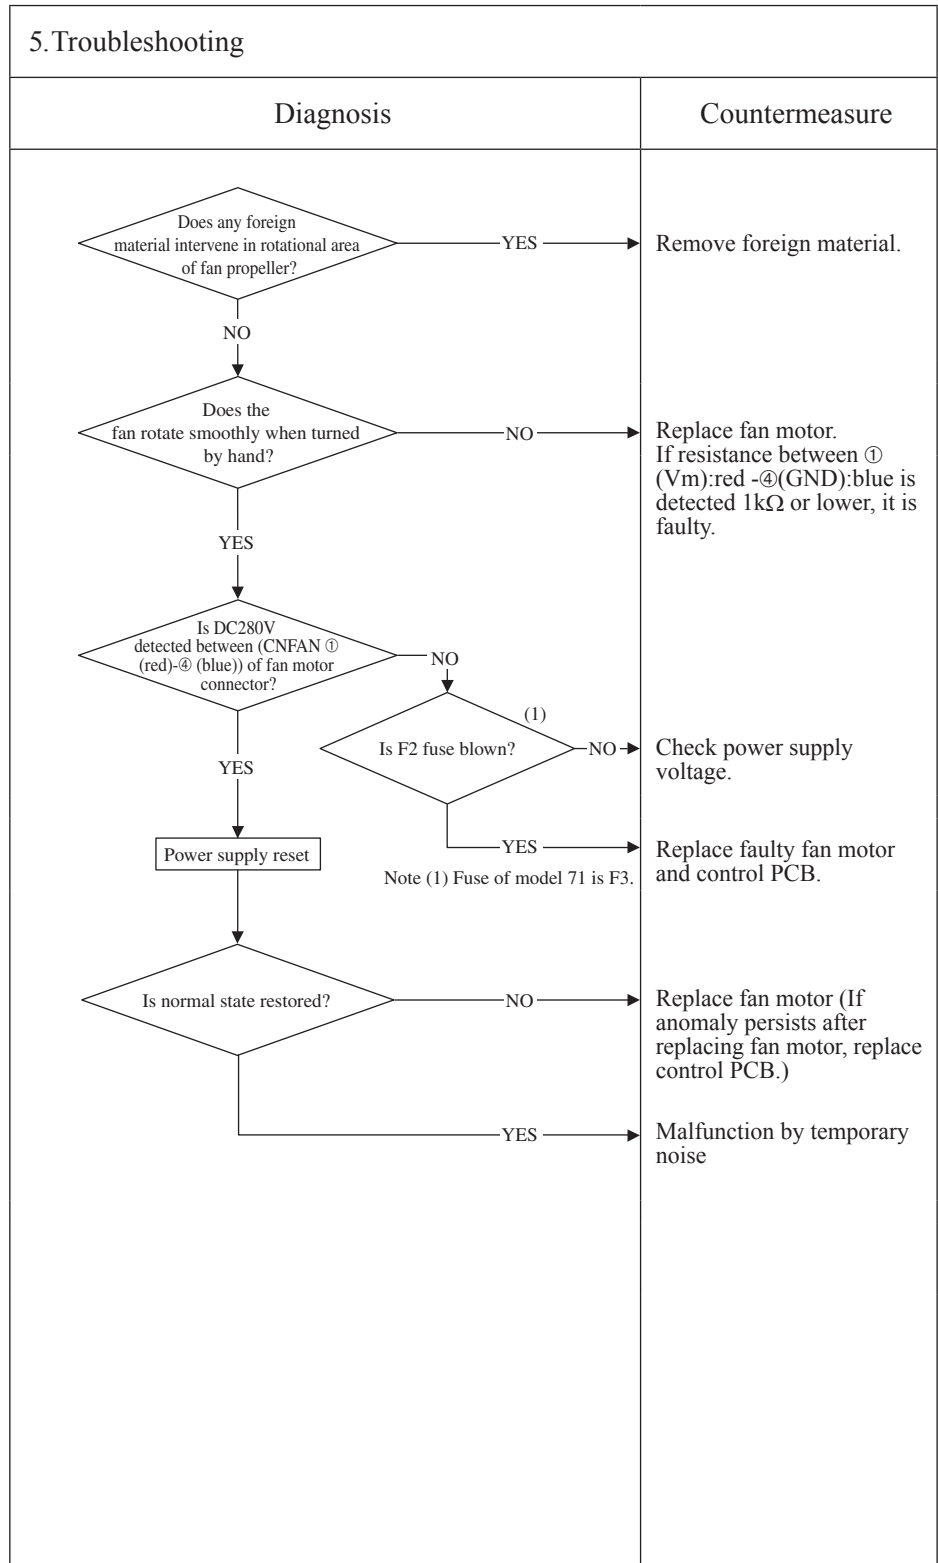 5.Troubleshooting
Diagnosis
Countermeasure
Does any foreign
material intervene in rotational area
of fan propeller?
YES
Remove foreign material.
NO
Does the
fan rotate smoothly when turned
by hand?
NO
Replace fan motor.
If resistance between ①
(Vm):red -④(GND):blue is
detected 1kΩ or lower, it is
faulty.
YES
Is DC280V
detected between (CNFAN ①
(red)-④ (blue)) of fan motor
connector?
NO
(1)
Is F2 fuse blown?
NO
Check power supply
voltage.
YES
YES
Replace faulty fan motor
and control PCB.
Power supply reset
Note (1) Fuse of model 71 is F3.
Is normal state restored?
NO
Replace fan motor (If
anomaly persists after
replacing fan motor, replace
control PCB.)
YES
Malfunction by temporary
noise